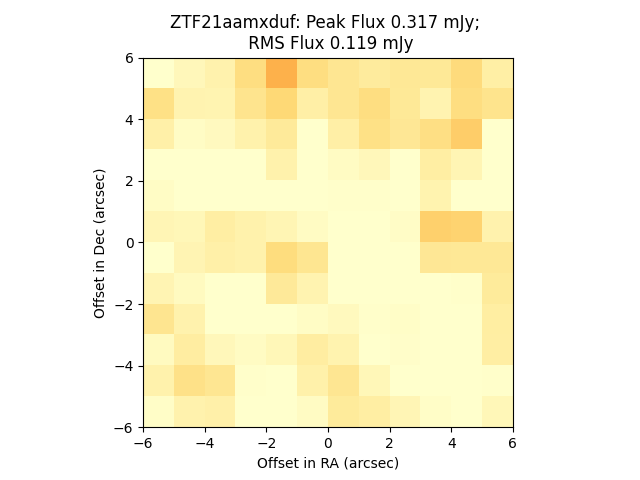 ZTF21aamxduf: Peak Flux 0.317 mJy;
RMS Flux 0.119 mJy
6
4
2
0
−2
−4
−6
Offset in Dec (arcsec)
−6 −4 −2 0 2 4 6
Offset in RA (arcsec)